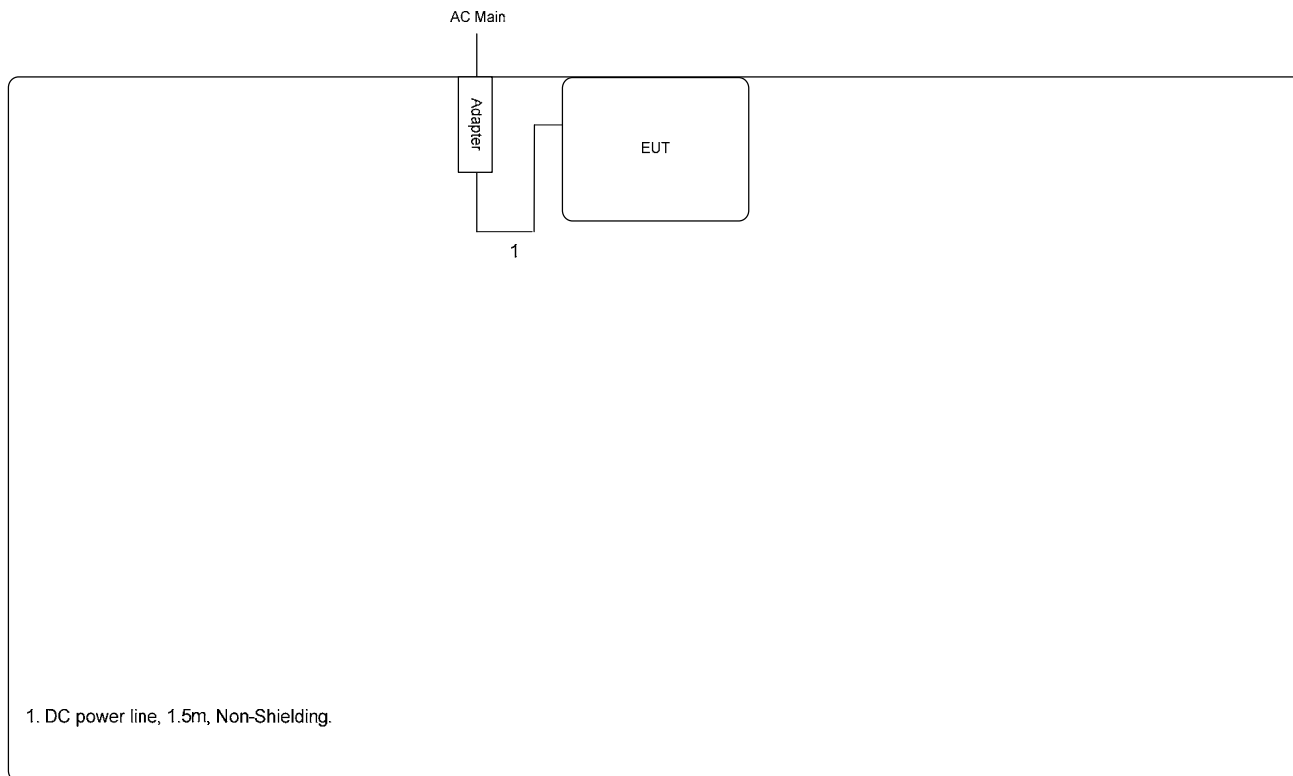 AC Main
Adapter
EUT
1
1. DC power line, 1.5m, Non-Shielding.